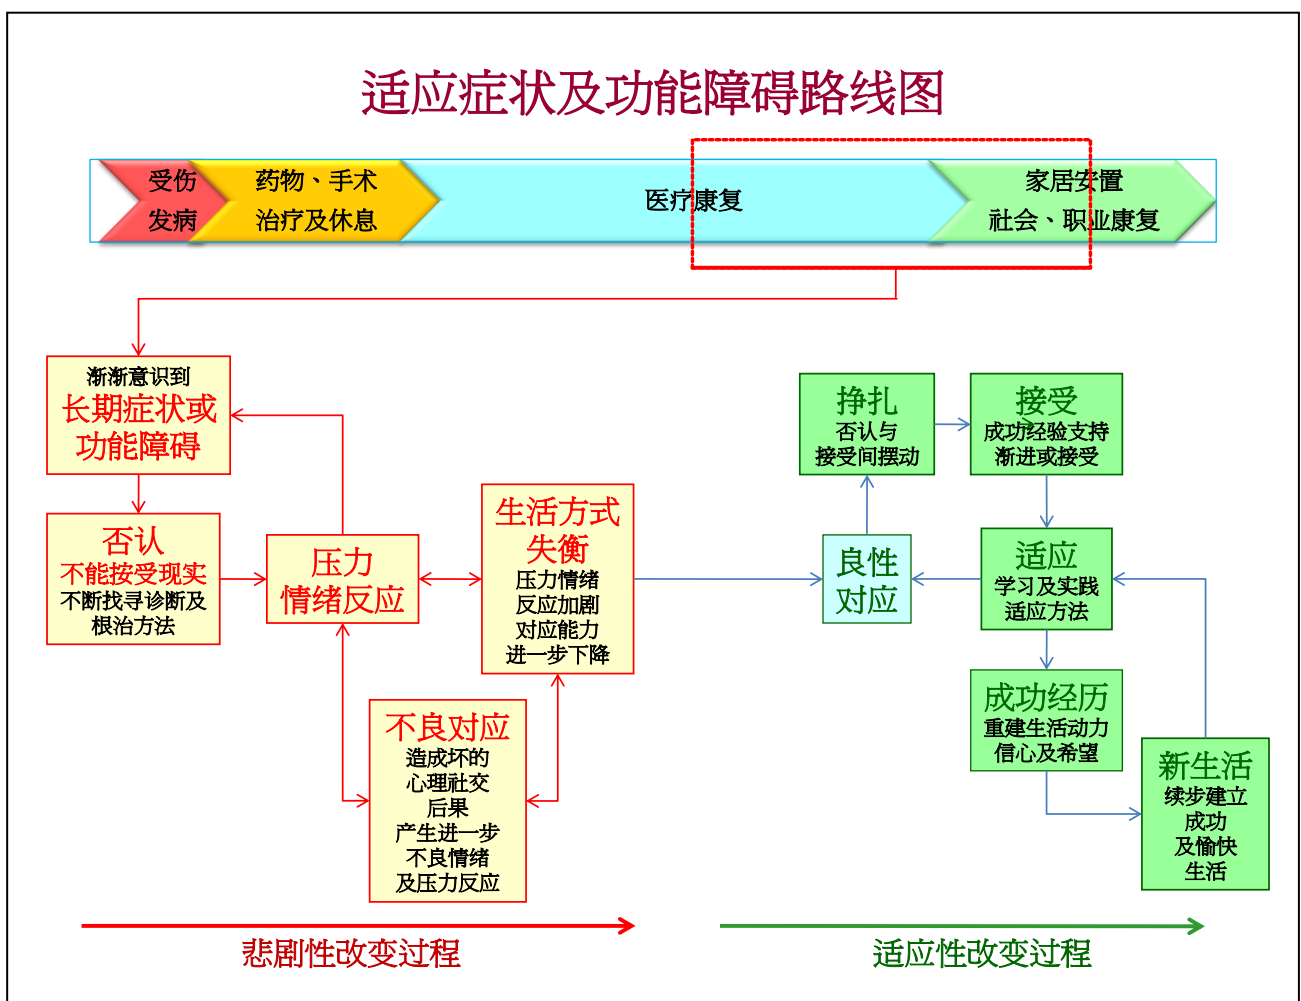 适应症状及功能障碍路线图
受伤
发病
药物、手术
治疗及休息
医疗康复
家居安置
社会、职业康复
渐渐意识到
长期症状或
功能障碍
否认
不能按受现实
不断找寻诊断及
根治方法
压力
情绪反应
生活方式
失衡
压力情绪
反应加剧
对应能力
进一步下降
不良对应
造成坏的
心理社交
后果
产生进一步
不良情绪
及压力反应
挣扎
否认与
接受间摆动
接受
成功经验支持
渐进或接受
良性
对应
适应
学习及实践
适应方法
成功经历
重建生活动力
信心及希望
新生活
续步建立
成功
及愉快
生活
悲剧性改变过程
适应性改变过程